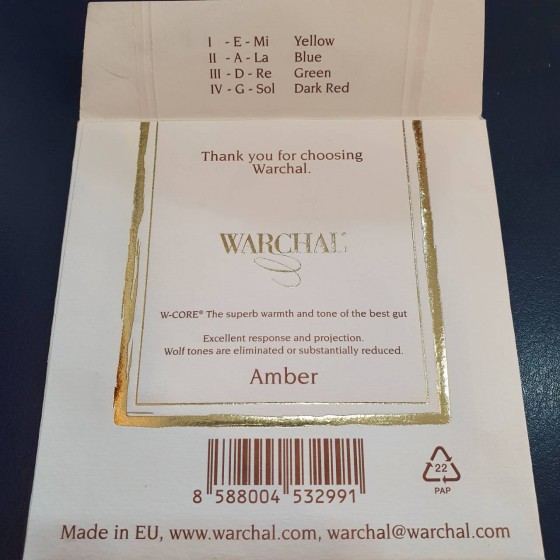 I - E - Mi Yellow
II - A - La Blue
III - D - Re Green
IV - G - Sol Dark Red
Thank you for choosing
Warchal.
WARCHAL
W-CORE® The superb warmth and tone of the best gut
Excellent response and projection.
Wolf tones are eliminated or substantially reduced.
Amber
8 588004 532991
22
PAP
Made in EU, www.warchal.com, warchal@warchal.com